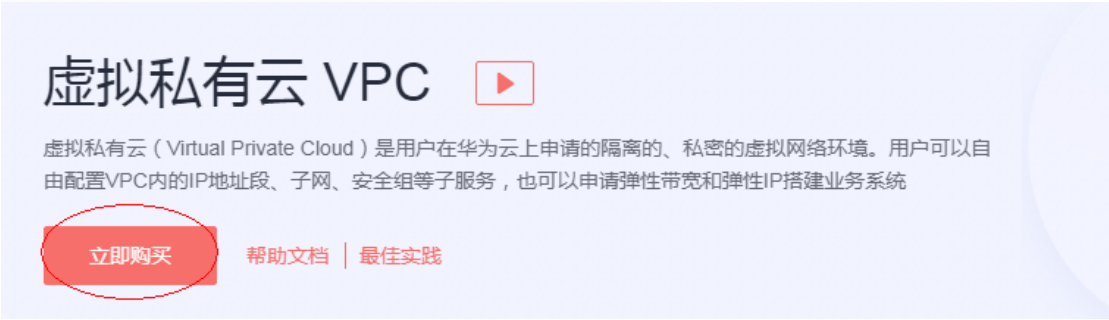 虚拟私有云 VPC
虚拟私有云（Virtual Private Cloud）是用户在华为云上申请的隔离的、私密的虚拟网络环境。用户可以自
由配置VPC内的IP地址段、子网、安全组等子服务，也可以申请弹性带宽和弹性IP搭建业务系统
立即购买 帮助文档 | 最佳实践